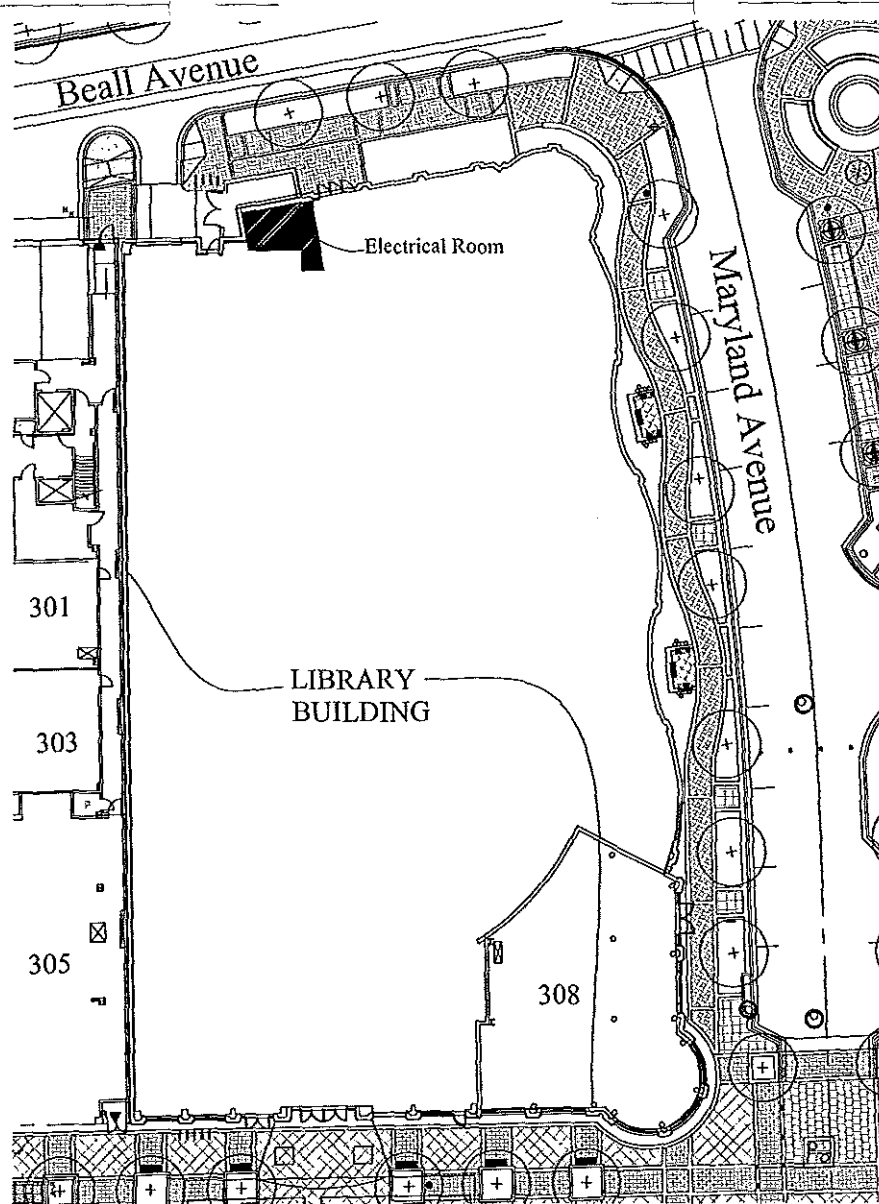 Beall Avenue
Electrical Room
Maryland Avenue
301
LIBRARY
BUILDING
303
308
305